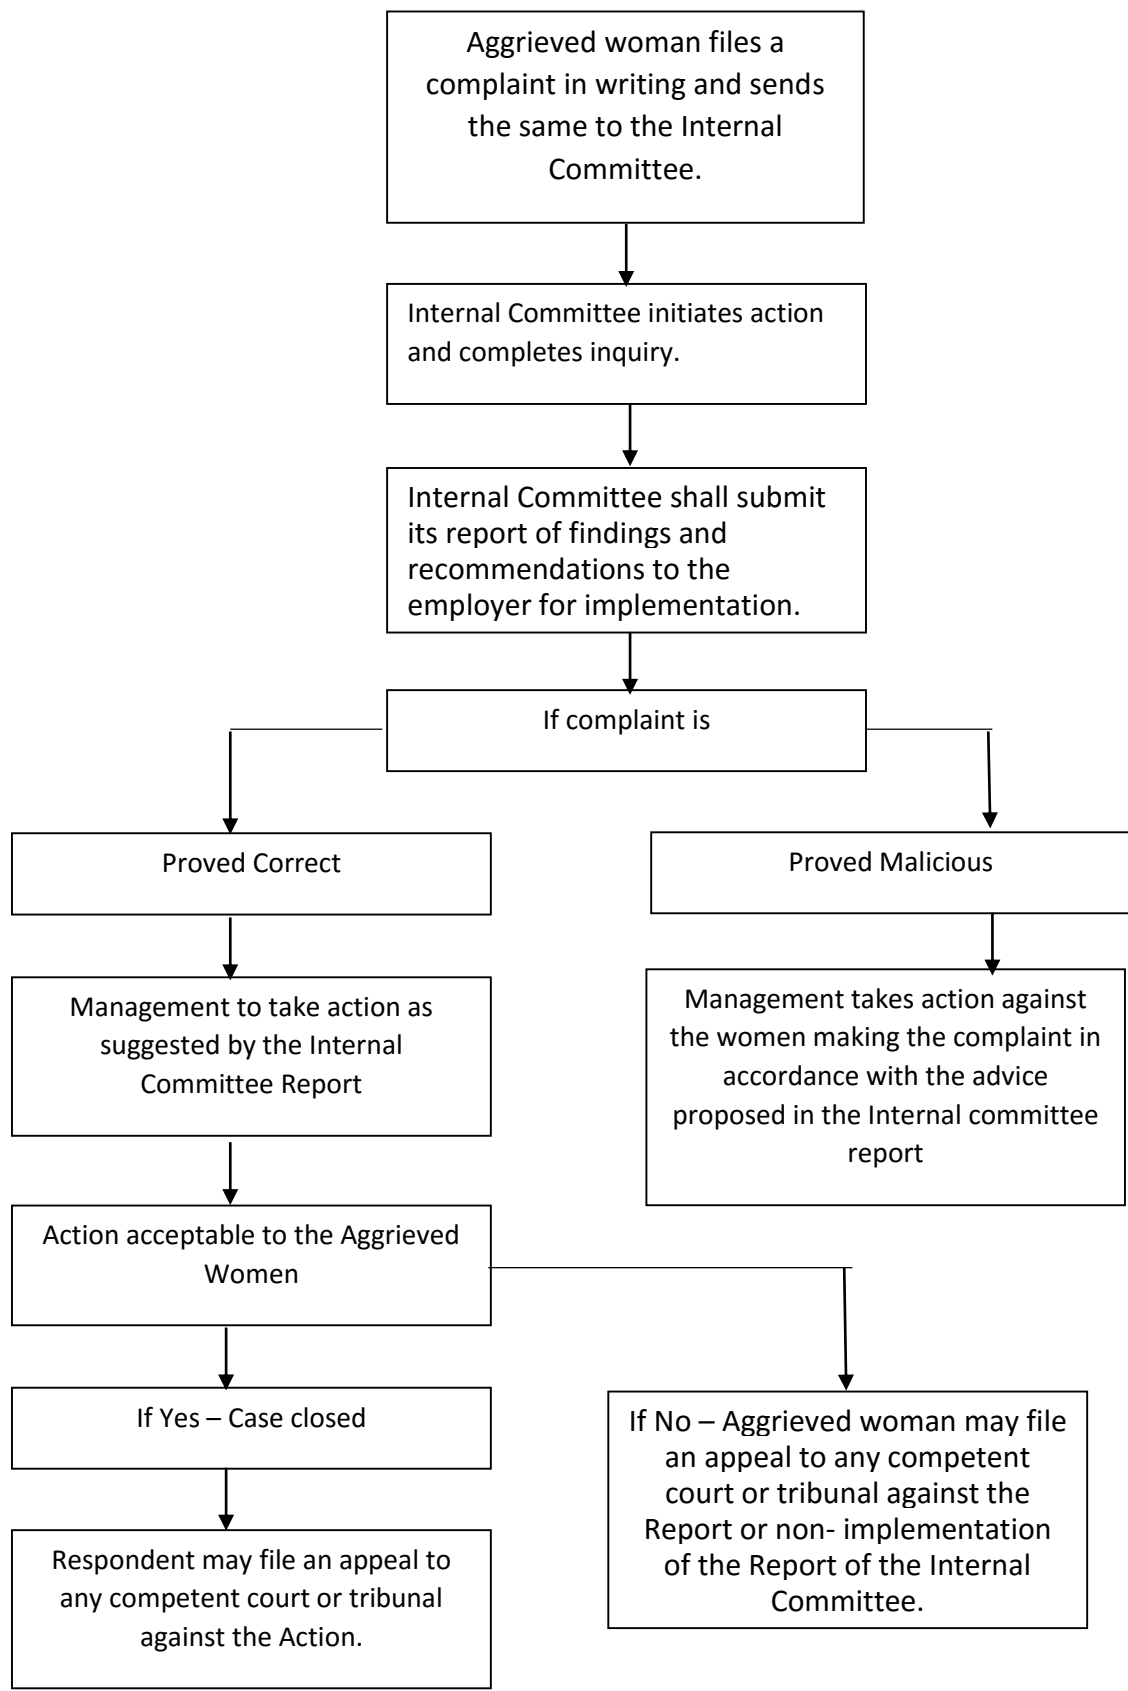 Aggrieved woman files a
complaint in writing and sends
the same to the Internal
Committee.
Internal Committee initiates action
and completes inquiry.
Internal Committee shall submit
its report of findings and
recommendations to the
employer for implementation.
If complaint is
Proved Correct
Proved Malicious
Management to take action as
suggested by the Internal
Committee Report
Management takes action against
the women making the complaint in
accordance with the advice
proposed in the Internal committee
report
Action acceptable to the Aggrieved
Women
If Yes – Case closed
If No – Aggrieved woman may file
an appeal to any competent
court or tribunal against the
Report or non- implementation
of the Report of the Internal
Committee.
Respondent may file an appeal to
any competent court or tribunal
against the Action.